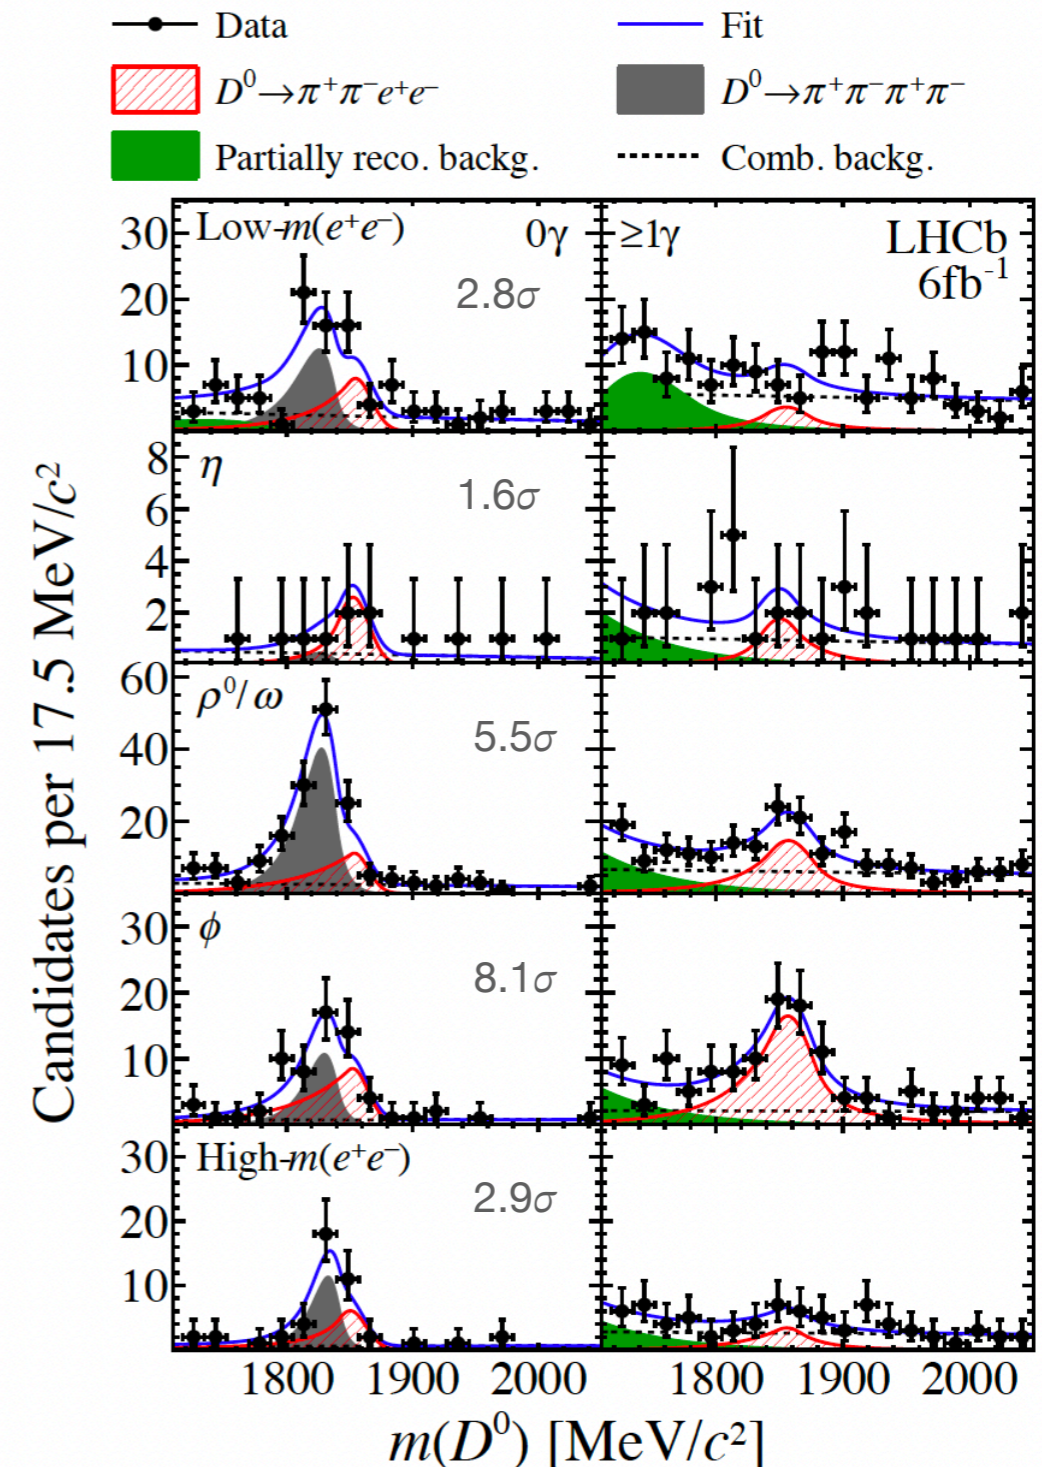 Data
Fit
D⁰→π⁺π⁻e⁺e⁻
D⁰→π⁺π⁻π⁺π⁻
Partially reco. backg.
Comb. backg.
Candidates per 17.5 MeV/c²
Low-m(e⁺e⁻)
0γ
≥1γ
LHCb
6fb⁻¹
2.8σ
30
20
10
η
1.6σ
8
6
4
2
ρ⁰/ω
5.5σ
60
40
20
ϕ
8.1σ
30
20
10
High-m(e⁺e⁻)
2.9σ
30
20
10
1800 1900 2000 1800 1900 2000
m(D⁰) [MeV/c²]